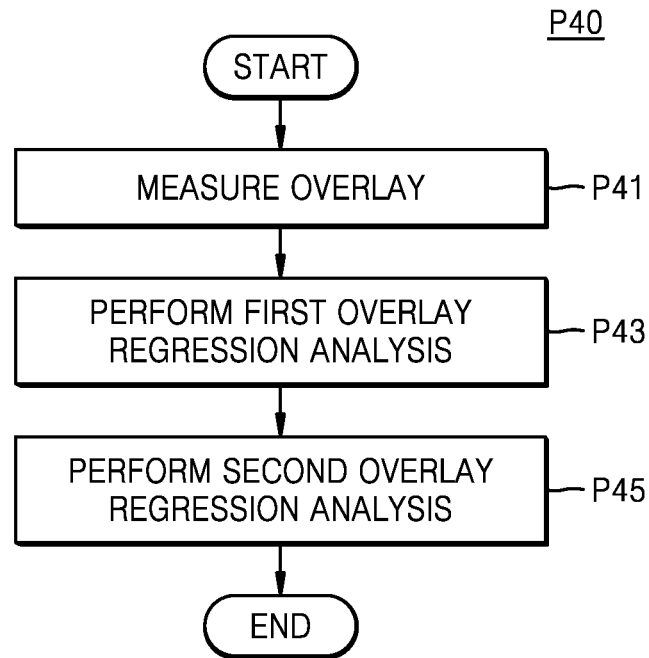 P40
START
MEASURE OVERLAY
P41
PERFORM FIRST OVERLAY
REGRESSION ANALYSIS
P43
PERFORM SECOND OVERLAY
REGRESSION ANALYSIS
P45
END